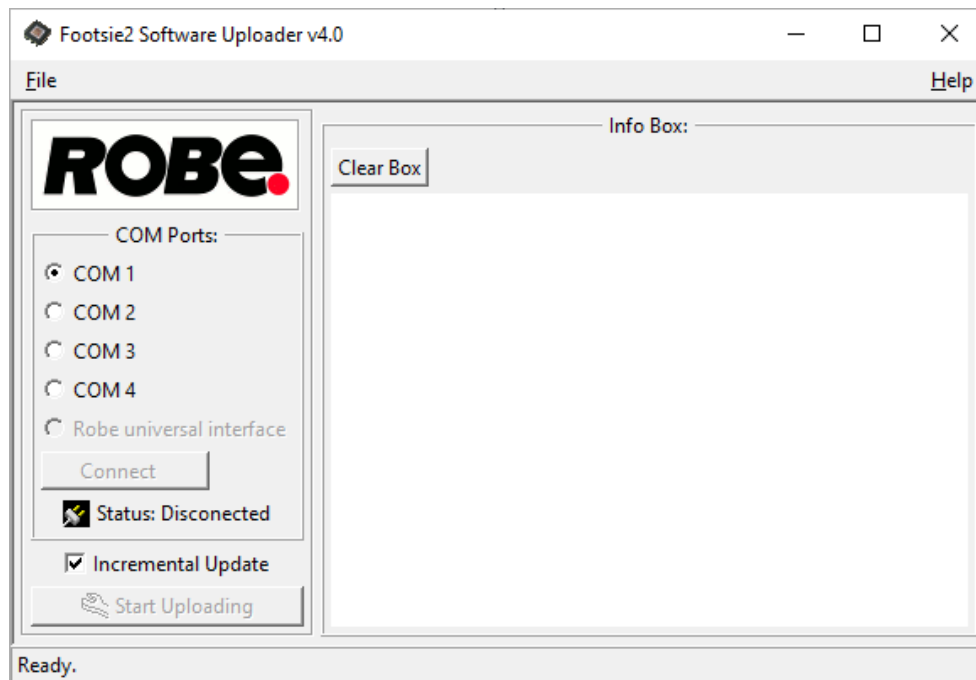 Footsie2 Software Uploader v4.0
File
Help
ROBe
COM Ports:
COM 1
COM 2
COM 3
COM 4
Robe universal interface
Connect
Status: Disconected
Incremental Update
Start Uploading
Info Box:
Clear Box
Ready.